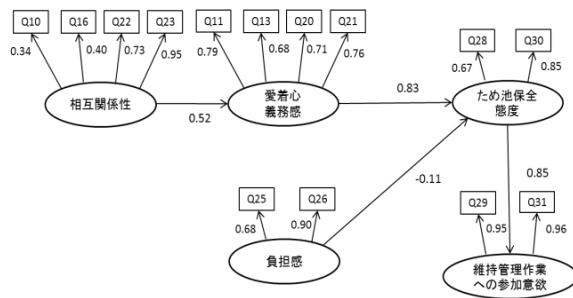 Q10 Q16 Q22 Q23 Q11 Q13 Q20 Q21
Q28 Q30
0.34 0.40 0.73 0.95 0.79 0.68 0.71 0.76
0.67 0.85
相互関係性
愛着心
義務感
ため池保全
態度
0.83
0.52
-0.11
0.85
Q25 Q26
Q29 Q31
0.68 0.90
0.95 0.96
負担感
維持管理作業
への参加意欲